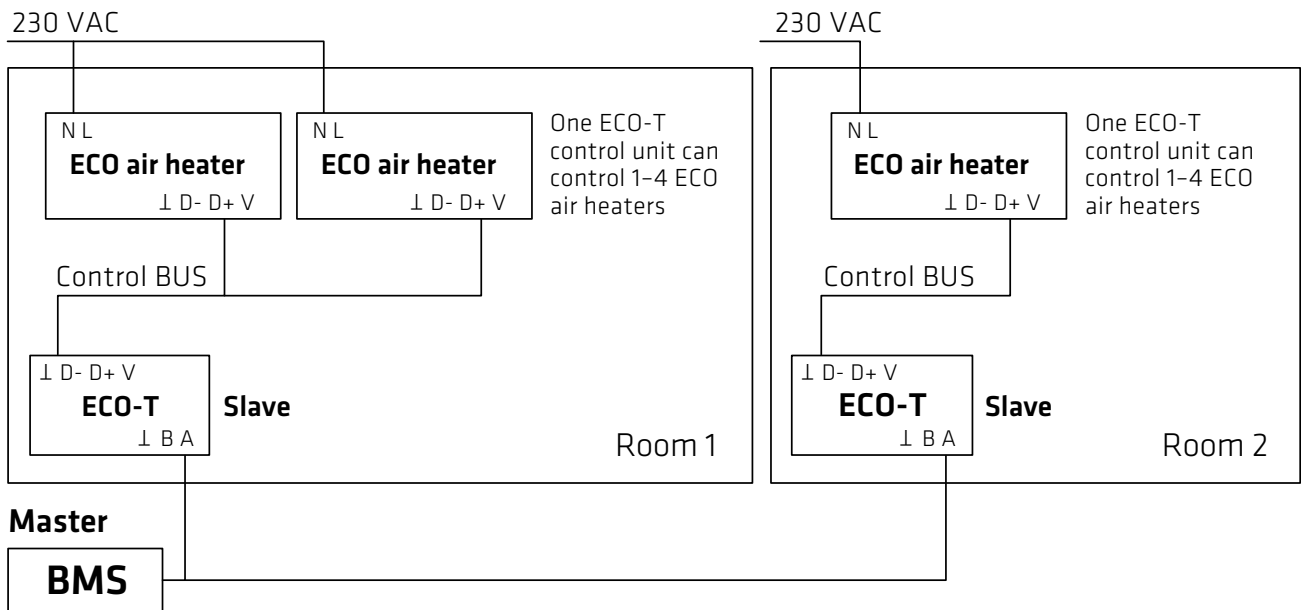 230 VAC
N L
ECO air heater
⊥ D- D+ V
N L
ECO air heater
⊥ D- D+ V
One ECO-T
control unit can
control 1–4 ECO
air heaters
Control BUS
⊥ D- D+ V
ECO-T
⊥ B A
Slave
Room 1
230 VAC
N L
ECO air heater
⊥ D- D+ V
One ECO-T
control unit can
control 1–4 ECO
air heaters
Control BUS
⊥ D- D+ V
ECO-T
⊥ B A
Slave
Room 2
Master
BMS